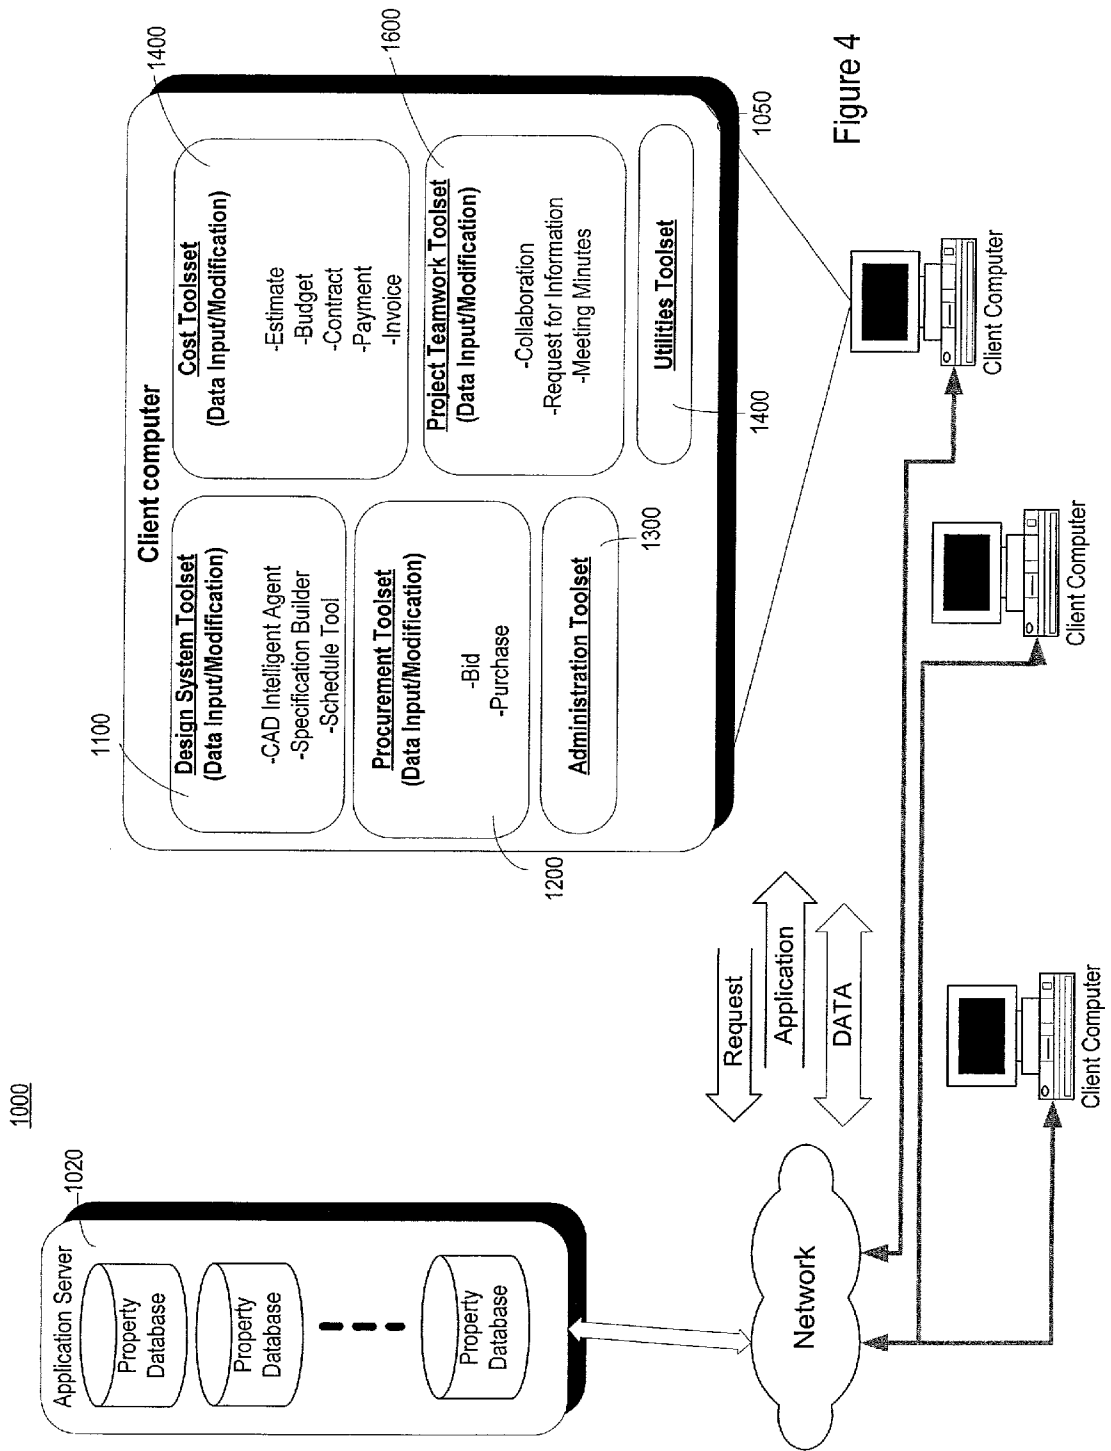 1000
Application Server
1020
Property
Database
Property
Database
Property
Database
Network
Request
Application
DATA
Client computer
1100
Design System Toolset
(Data Input/Modification)
-CAD Intelligent Agent
-Specification Builder
-Schedule Tool
1200
Procurement Toolset
(Data Input/Modification)
-Bid
-Purchase
Administration Toolset
1300
1400
Cost Toolsset
(Data Input/Modification)
-Estimate
-Budget
-Contract
-Payment
-Invoice
1600
Project Teamwork Toolset
(Data Input/Modification)
-Collaboration
-Request for Information
-Meeting Minutes
Utilities Toolset
1400
1050
Client Computer
Client Computer
Client Computer
Figure 4